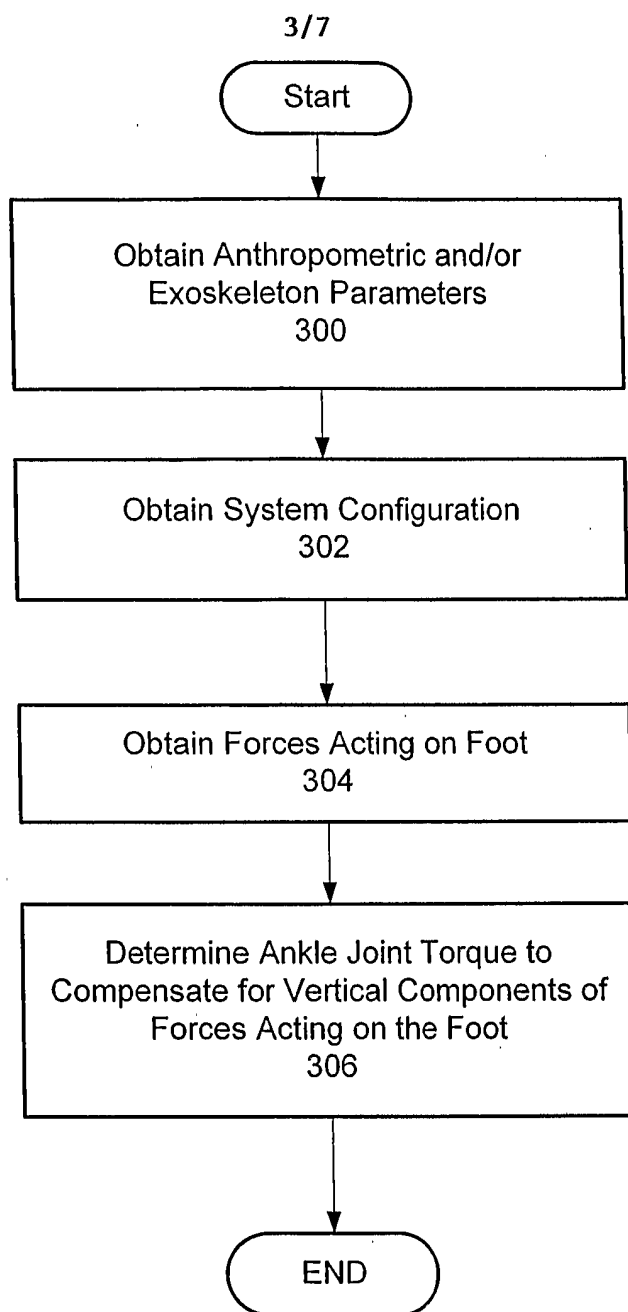 3/7
Start
Obtain Anthropometric and/or
Exoskeleton Parameters
300
Obtain System Configuration
302
Obtain Forces Acting on Foot
304
Determine Ankle Joint Torque to
Compensate for Vertical Components of
Forces Acting on the Foot
306
END